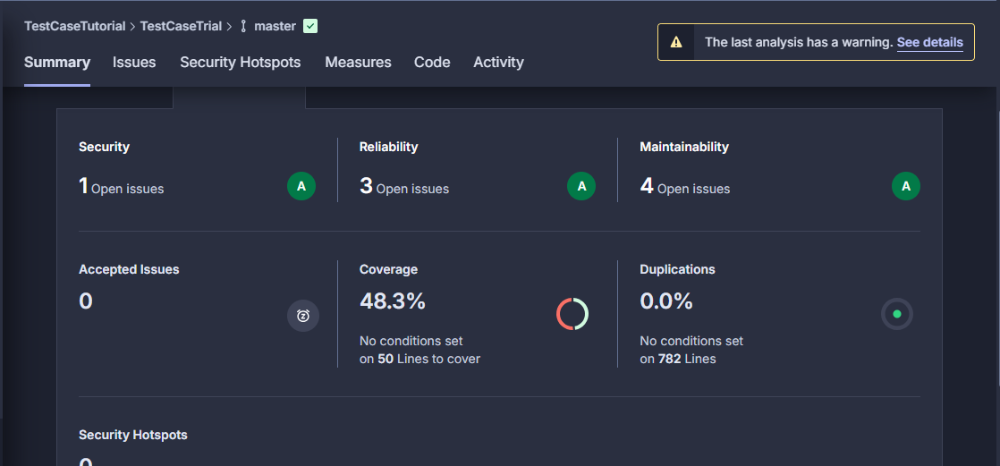 TestCaseTutorial > TestCaseTrial > master
The last analysis has a warning. See details
Summary Issues Security Hotspots Measures Code Activity
Security
1 Open issues A
Reliability
3 Open issues A
Maintainability
4 Open issues A
Accepted Issues
0
Coverage
48.3%
No conditions set
on 50 Lines to cover
Duplications
0.0%
No conditions set
on 782 Lines
Security Hotspots
0